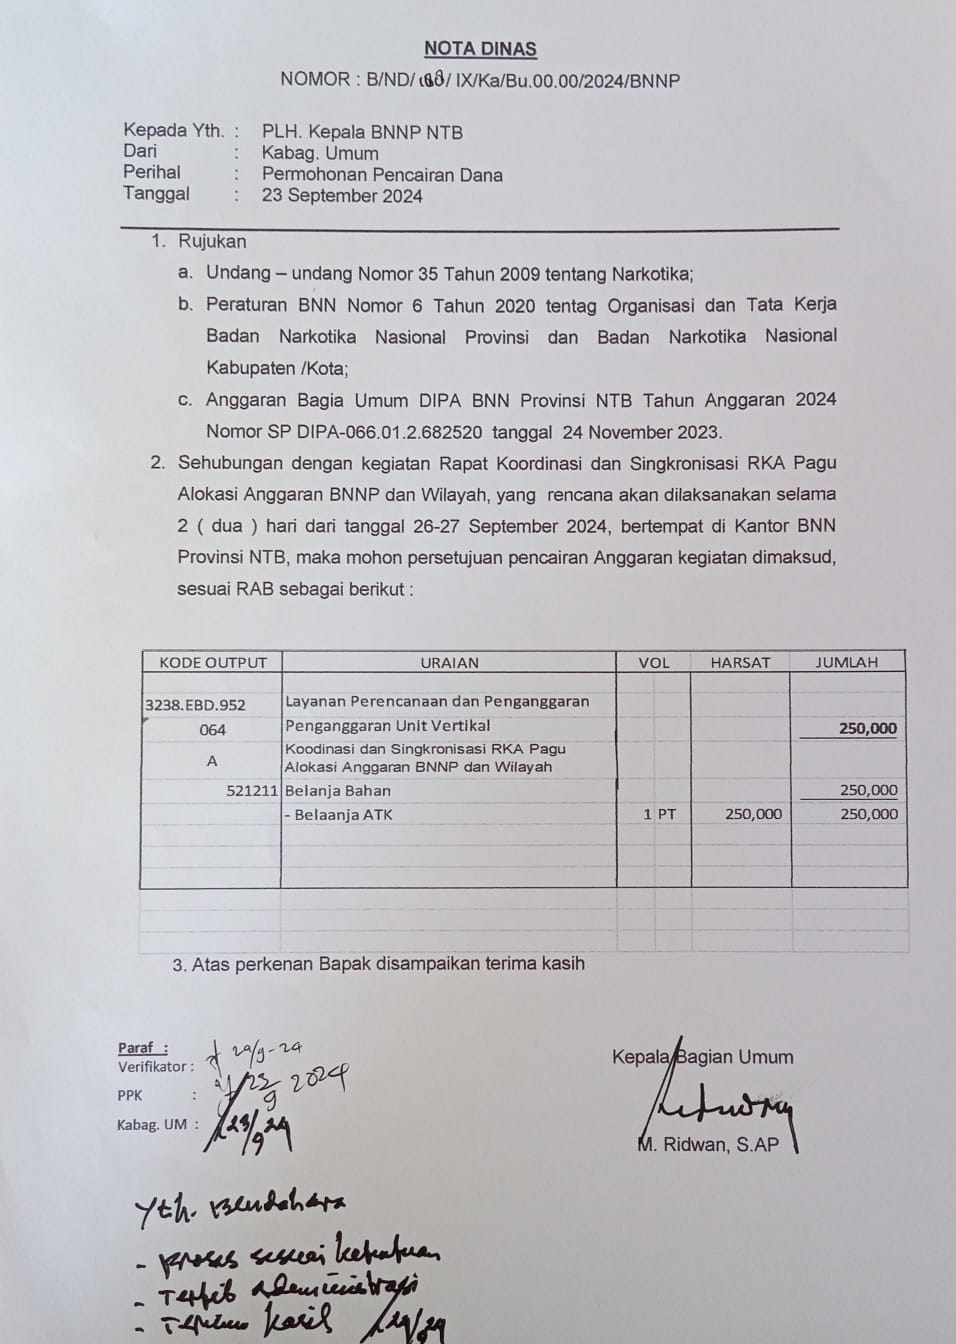 NOTA DINAS
NOMOR : B/ND/ / IX/Ka/Bu.00.00/2024/BNNP
Kepada Yth. : PLH. Kepala BNNP NTB
Dari : Kabag. Umum
Perihal : Permohonan Pencairan Dana
Tanggal : 23 September 2024
1. Rujukan
a. Undang – undang Nomor 35 Tahun 2009 tentang Narkotika;
b. Peraturan BNN Nomor 6 Tahun 2020 tentag Organisasi dan Tata Kerja
Badan Narkotika Nasional Provinsi dan Badan Narkotika Nasional
Kabupaten /Kota;
c. Anggaran Bagia Umum DIPA BNN Provinsi NTB Tahun Anggaran 2024
Nomor SP DIPA-066.01.2.682520 tanggal 24 November 2023.
2. Sehubungan dengan kegiatan Rapat Koordinasi dan Singkronisasi RKA Pagu
Alokasi Anggaran BNNP dan Wilayah, yang rencana akan dilaksanakan selama
2 ( dua ) hari dari tanggal 26-27 September 2024, bertempat di Kantor BNN
Provinsi NTB, maka mohon persetujuan pencairan Anggaran kegiatan dimaksud,
sesuai RAB sebagai berikut :
KODE OUTPUT URAIAN VOL HARSAT JUMLAH
3238.EBD.952 Layanan Perencanaan dan Penganggaran
064 Penganggaran Unit Vertikal 250,000
A Koodinasi dan Singkronisasi RKA Pagu
Alokasi Anggaran BNNP dan Wilayah
521211 Belanja Bahan 250,000
- Belaanja ATK 1 PT 250,000 250,000
3. Atas perkenan Bapak disampaikan terima kasih
Paraf :
Verifikator : 
PPK : 23/9 2024
Kabag. UM : 23/9 24
Kepala Bagian Umum
M. Ridwan, S.AP
Yth. Bendahara
- proses sesuai ketentuan
- Tertib Administrasi
- Terima kasih